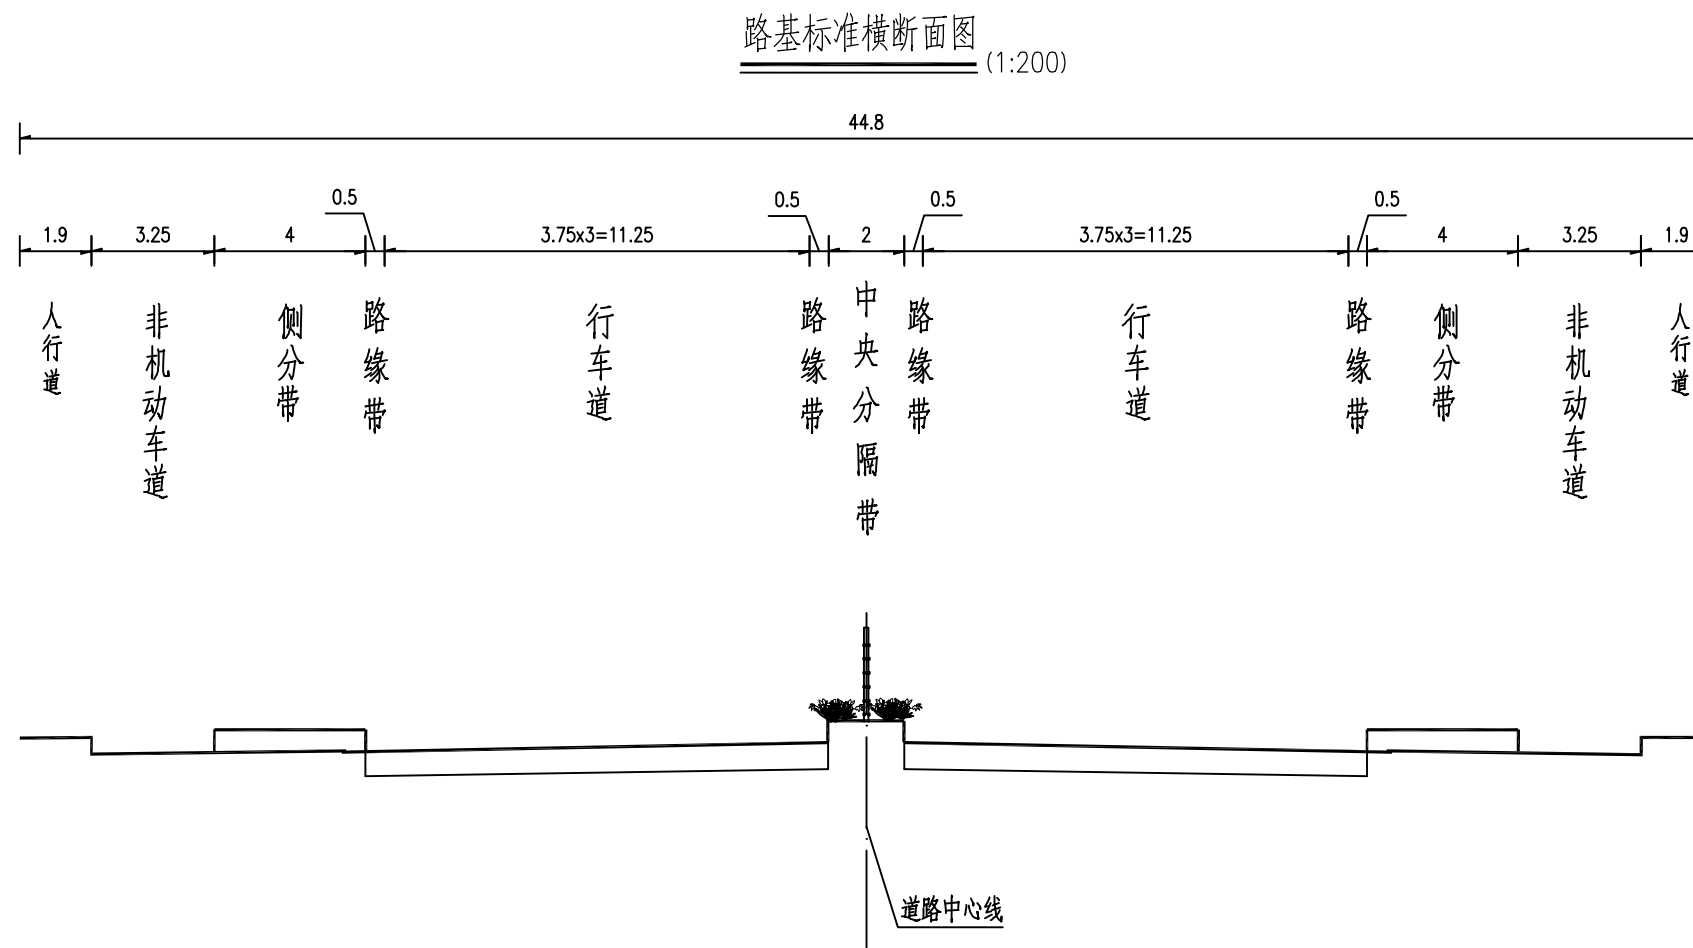 路基标准横断面图
(1:200)
44.8
0.5
0.5
0.5
0.5
1.9
3.25
4
3.75x3=11.25
2
3.75x3=11.25
4
3.25
1.9
人行道
非机动车道
侧分带
路缘带
行车道
路缘带
中央分隔带
路缘带
行车道
路缘带
侧分带
非机动车道
人行道
道路中心线